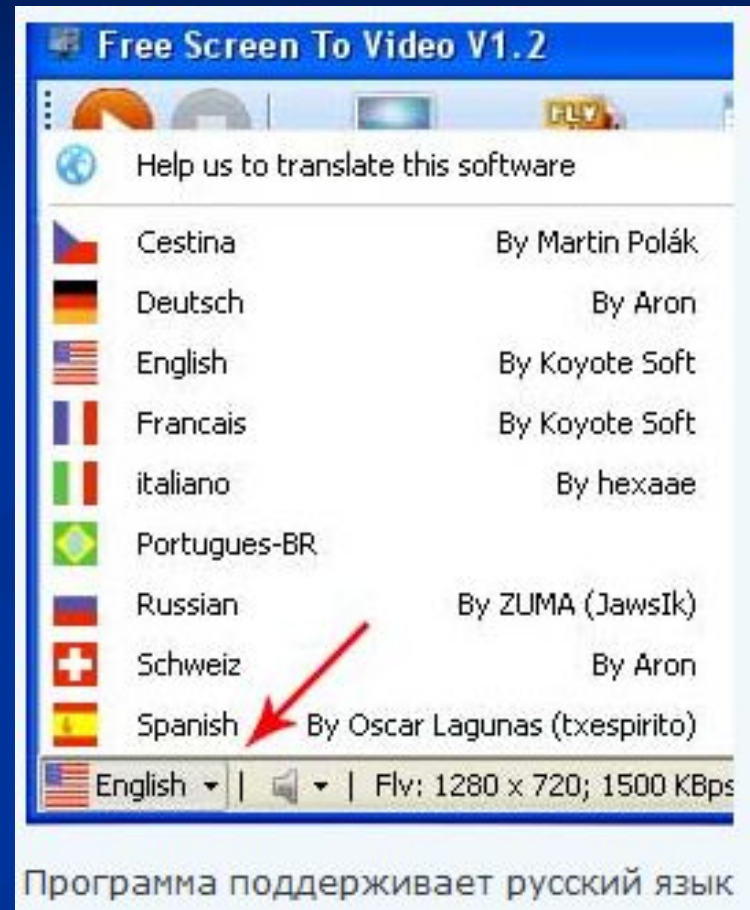 Free Screen To Video V1.2
FLV
Help us to translate this software
Cestina By Martin Polák
Deutsch By Aron
English By Koyote Soft
Francais By Koyote Soft
italiano By hexaae
Portugues-BR
Russian By ZUMA (JawsIk)
Schweiz By Aron
Spanish By Oscar Lagunas (txespirito)
English | | Flv: 1280 x 720; 1500 KBps
Программа поддерживает русский язык